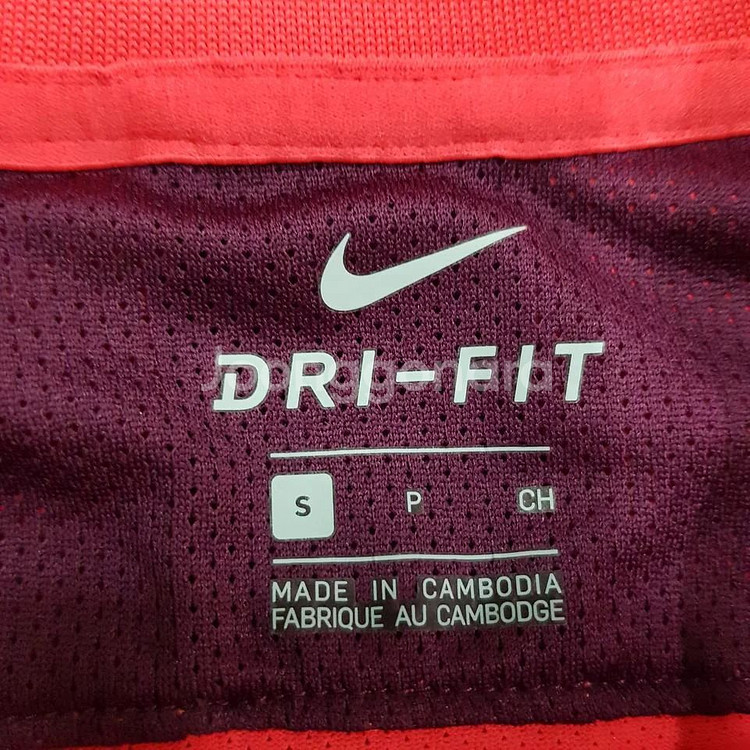 DRI-FIT
S P CH
MADE IN CAMBODIA
FABRIQUE AU CAMBODGE